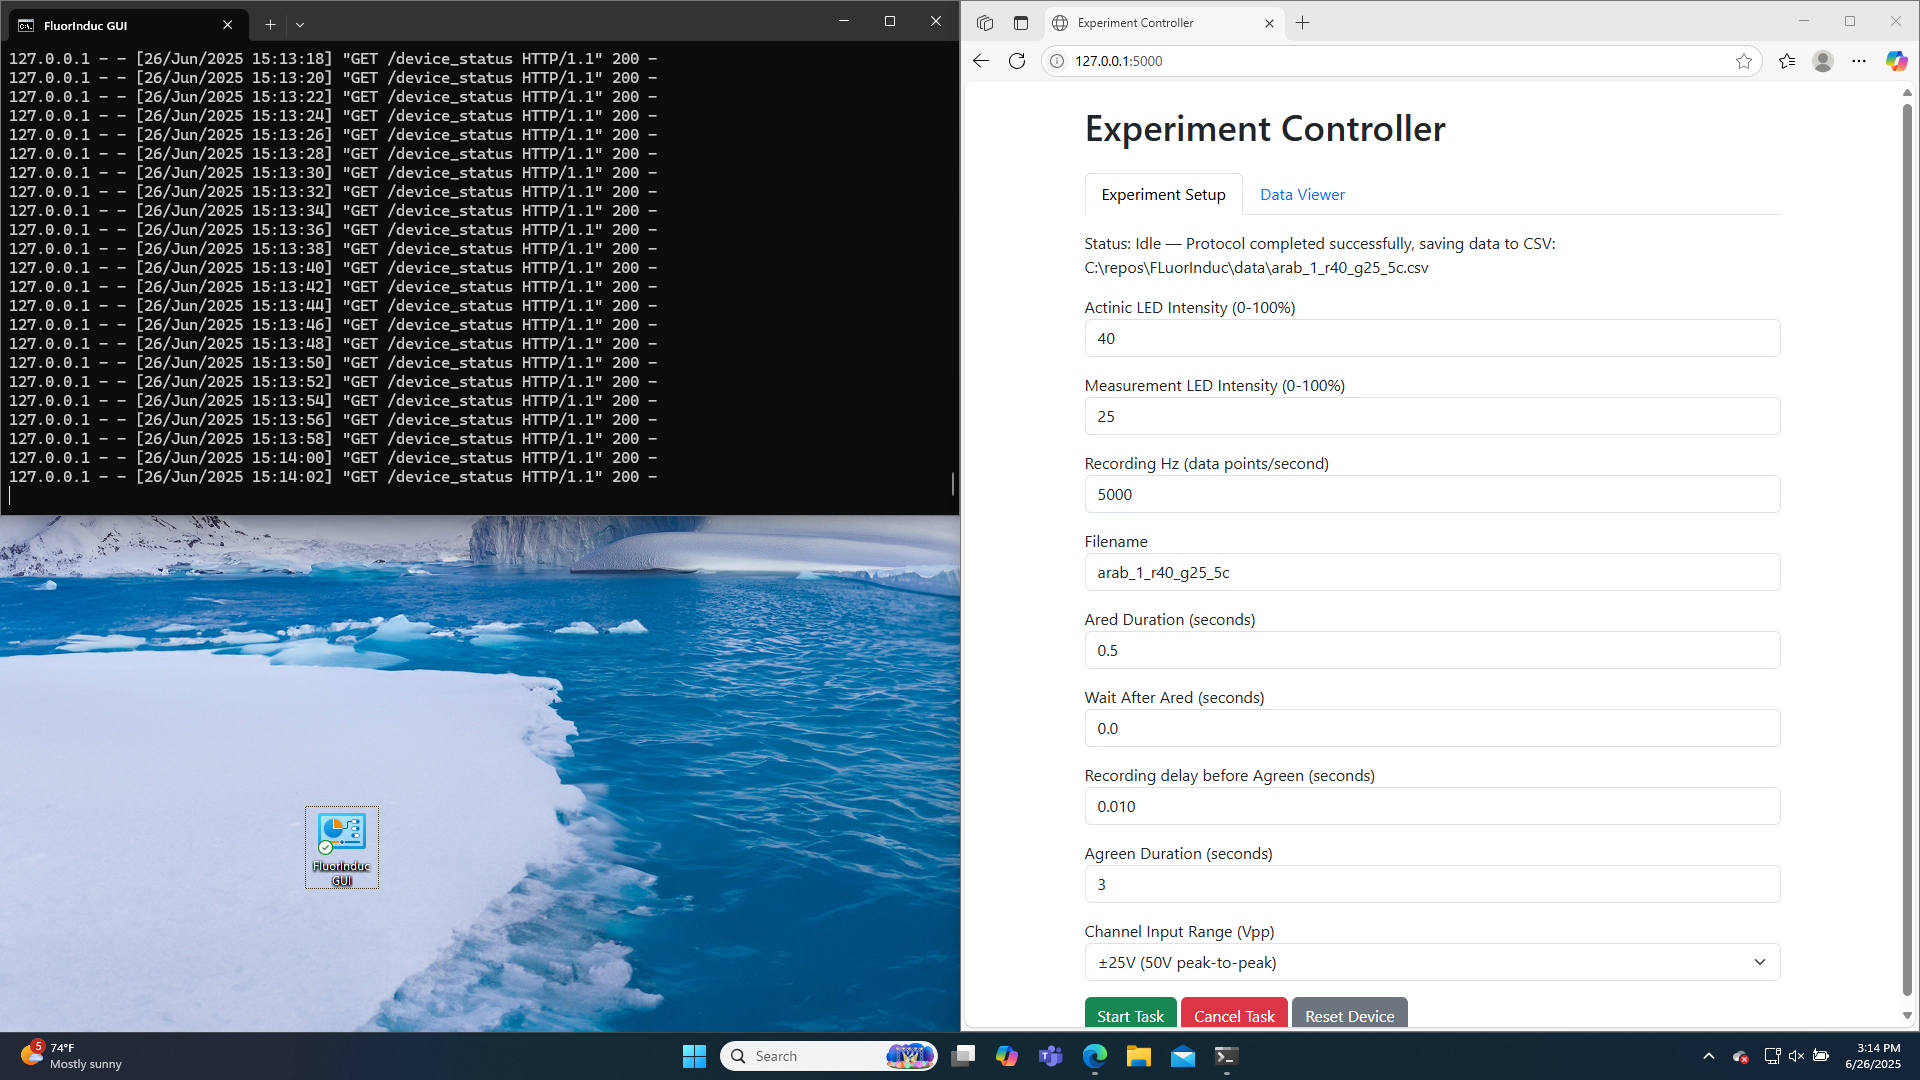 FluorInduc GUI
127.0.0.1 - - [26/Jun/2025 15:13:18] "GET /device_status HTTP/1.1" 200 -
127.0.0.1 - - [26/Jun/2025 15:13:20] "GET /device_status HTTP/1.1" 200 -
127.0.0.1 - - [26/Jun/2025 15:13:22] "GET /device_status HTTP/1.1" 200 -
127.0.0.1 - - [26/Jun/2025 15:13:24] "GET /device_status HTTP/1.1" 200 -
127.0.0.1 - - [26/Jun/2025 15:13:26] "GET /device_status HTTP/1.1" 200 -
127.0.0.1 - - [26/Jun/2025 15:13:28] "GET /device_status HTTP/1.1" 200 -
127.0.0.1 - - [26/Jun/2025 15:13:30] "GET /device_status HTTP/1.1" 200 -
127.0.0.1 - - [26/Jun/2025 15:13:32] "GET /device_status HTTP/1.1" 200 -
127.0.0.1 - - [26/Jun/2025 15:13:34] "GET /device_status HTTP/1.1" 200 -
127.0.0.1 - - [26/Jun/2025 15:13:36] "GET /device_status HTTP/1.1" 200 -
127.0.0.1 - - [26/Jun/2025 15:13:38] "GET /device_status HTTP/1.1" 200 -
127.0.0.1 - - [26/Jun/2025 15:13:40] "GET /device_status HTTP/1.1" 200 -
127.0.0.1 - - [26/Jun/2025 15:13:42] "GET /device_status HTTP/1.1" 200 -
127.0.0.1 - - [26/Jun/2025 15:13:44] "GET /device_status HTTP/1.1" 200 -
127.0.0.1 - - [26/Jun/2025 15:13:46] "GET /device_status HTTP/1.1" 200 -
127.0.0.1 - - [26/Jun/2025 15:13:48] "GET /device_status HTTP/1.1" 200 -
127.0.0.1 - - [26/Jun/2025 15:13:50] "GET /device_status HTTP/1.1" 200 -
127.0.0.1 - - [26/Jun/2025 15:13:52] "GET /device_status HTTP/1.1" 200 -
127.0.0.1 - - [26/Jun/2025 15:13:54] "GET /device_status HTTP/1.1" 200 -
127.0.0.1 - - [26/Jun/2025 15:13:56] "GET /device_status HTTP/1.1" 200 -
127.0.0.1 - - [26/Jun/2025 15:13:58] "GET /device_status HTTP/1.1" 200 -
127.0.0.1 - - [26/Jun/2025 15:14:00] "GET /device_status HTTP/1.1" 200 -
127.0.0.1 - - [26/Jun/2025 15:14:02] "GET /device_status HTTP/1.1" 200 -
FluorInduc
GUI
Experiment Controller
127.0.0.1:5000
Experiment Controller
Experiment Setup
Data Viewer
Status: Idle — Protocol completed successfully, saving data to CSV:
C:\repos\FLuorInduc\data\arab_1_r40_g25_5c.csv
Actinic LED Intensity (0-100%)
40
Measurement LED Intensity (0-100%)
25
Recording Hz (data points/second)
5000
Filename
arab_1_r40_g25_5c
Ared Duration (seconds)
0.5
Wait After Ared (seconds)
0.0
Recording delay before Agreen (seconds)
0.010
Agreen Duration (seconds)
3
Channel Input Range (Vpp)
±25V (50V peak-to-peak)
Start Task
Cancel Task
Reset Device
5
74°F
Mostly sunny
Search
3:14 PM
6/26/2025